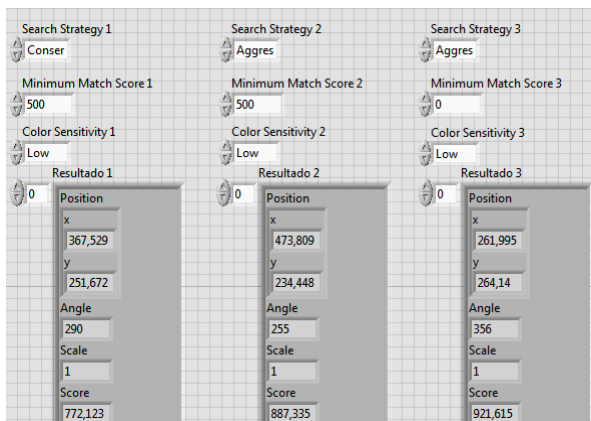 Search Strategy 1
Search Strategy 2
Search Strategy 3
Conser
Aggres
Aggres
Minimum Match Score 1
Minimum Match Score 2
Minimum Match Score 3
500
500
0
Color Sensitivity 1
Color Sensitivity 2
Color Sensitivity 3
Low
Low
Low
Resultado 1
Resultado 2
Resultado 3
0
Position
0
Position
0
Position
x
x
x
367,529
473,809
261,995
y
y
y
251,672
234,448
264,14
Angle
Angle
Angle
290
255
356
Scale
Scale
Scale
1
1
1
Score
Score
Score
772,123
887,335
921,615